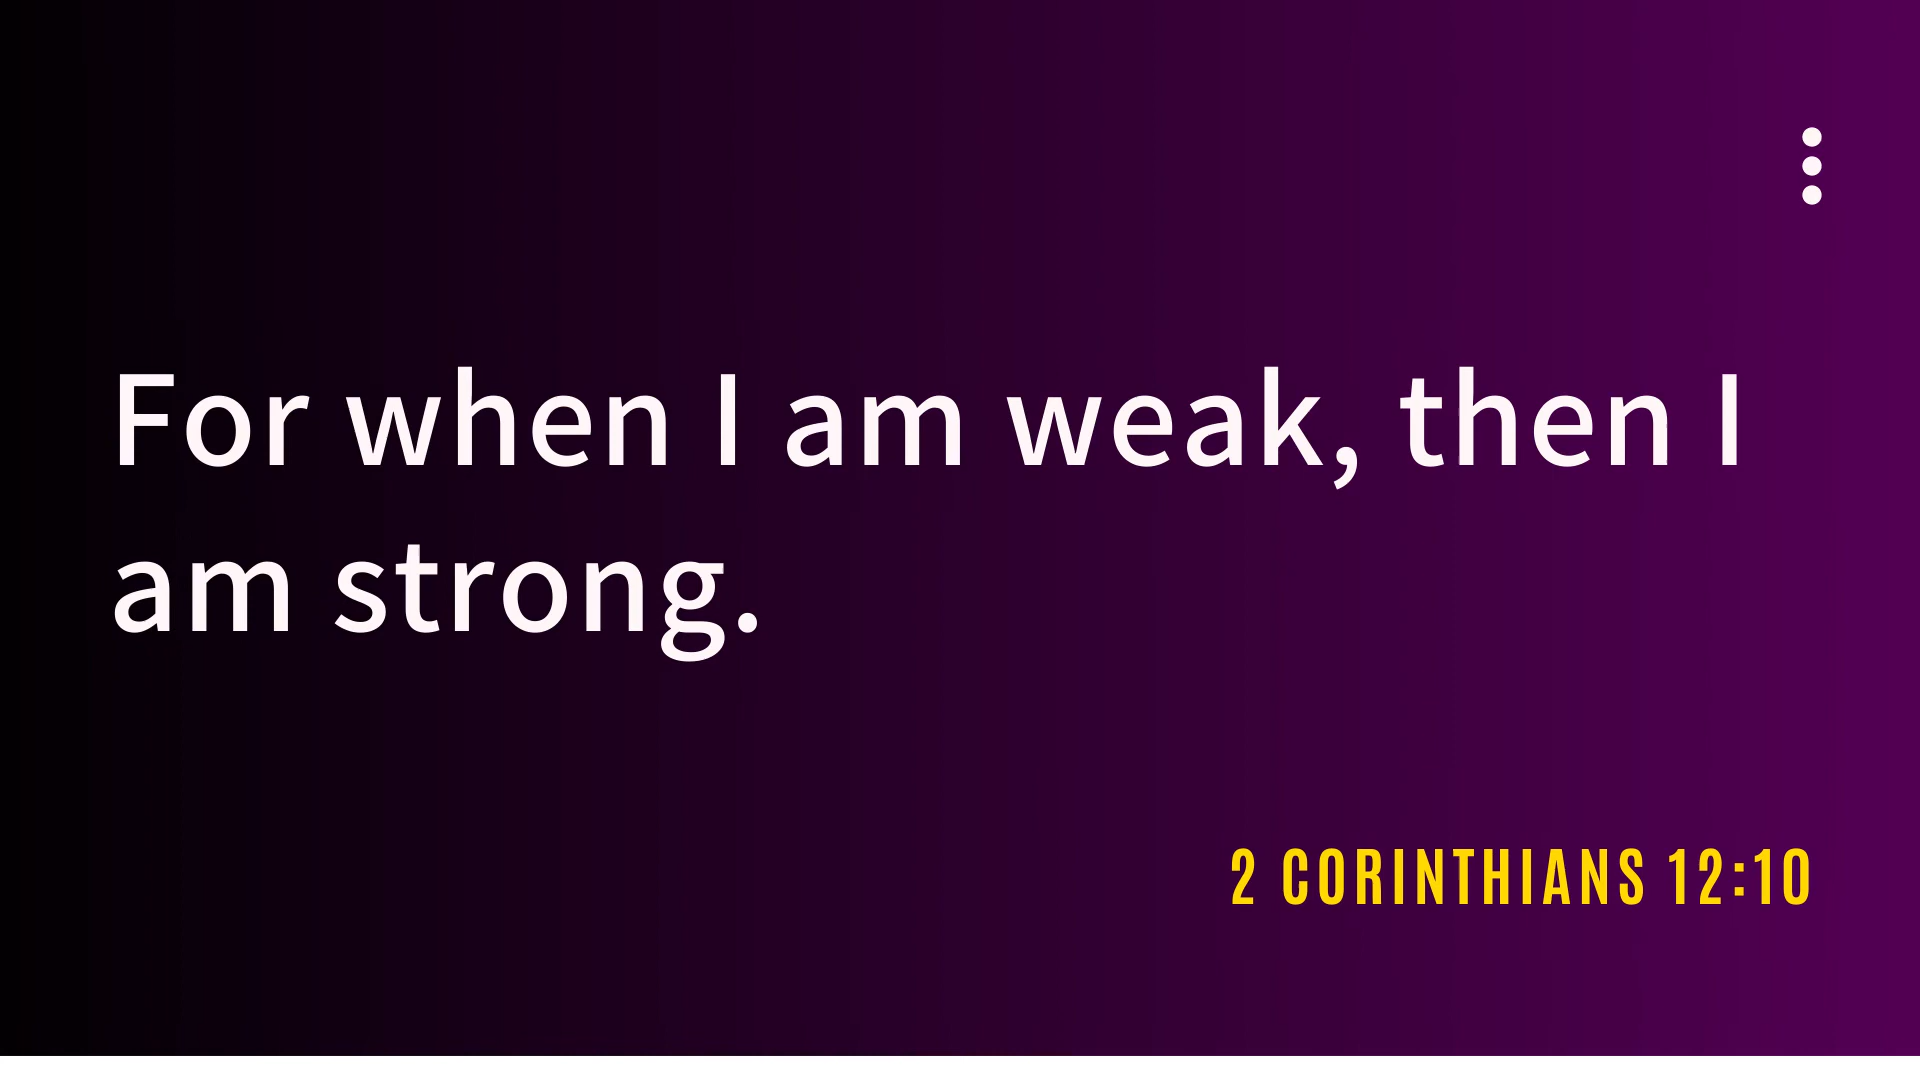 For when I am weak, then I
am strong.
2 CORINTHIANS 12:10